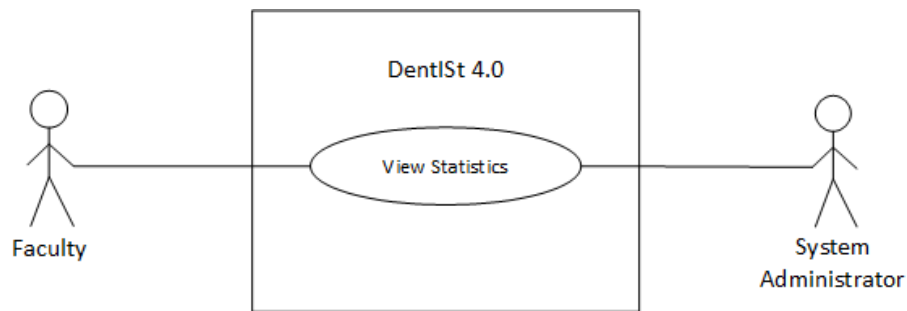 DentISt 4.0
View Statistics
Faculty
System
Administrator